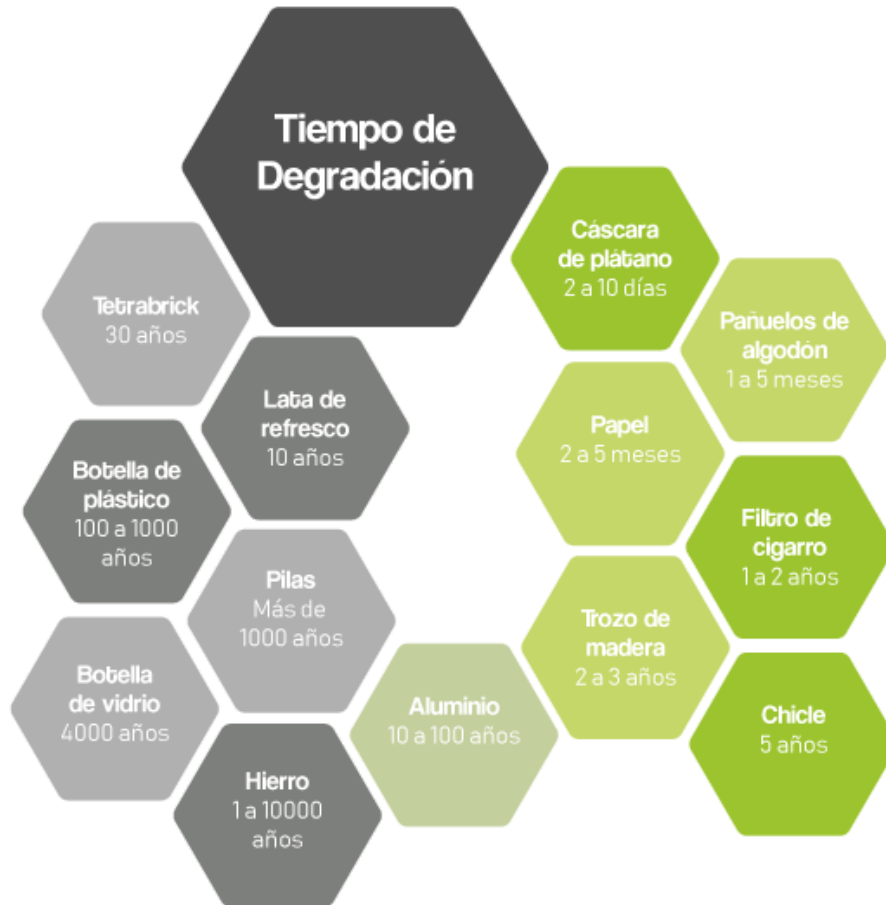 Tiempo de
Degradación
Cáscara
de plátano
2 a 10 días
Pañuelos de
algodón
1 a 5 meses
Papel
2 a 5 meses
Filtro de
cigarro
1 a 2 años
Trozo de
madera
2 a 3 años
Chicle
5 años
Aluminio
10 a 100 años
Tetrabrick
30 años
Lata de
refresco
10 años
Botella de
plástico
100 a 1000
años
Pilas
Más de
1000 años
Botella
de vidrio
4000 años
Hierro
1 a 10000
años